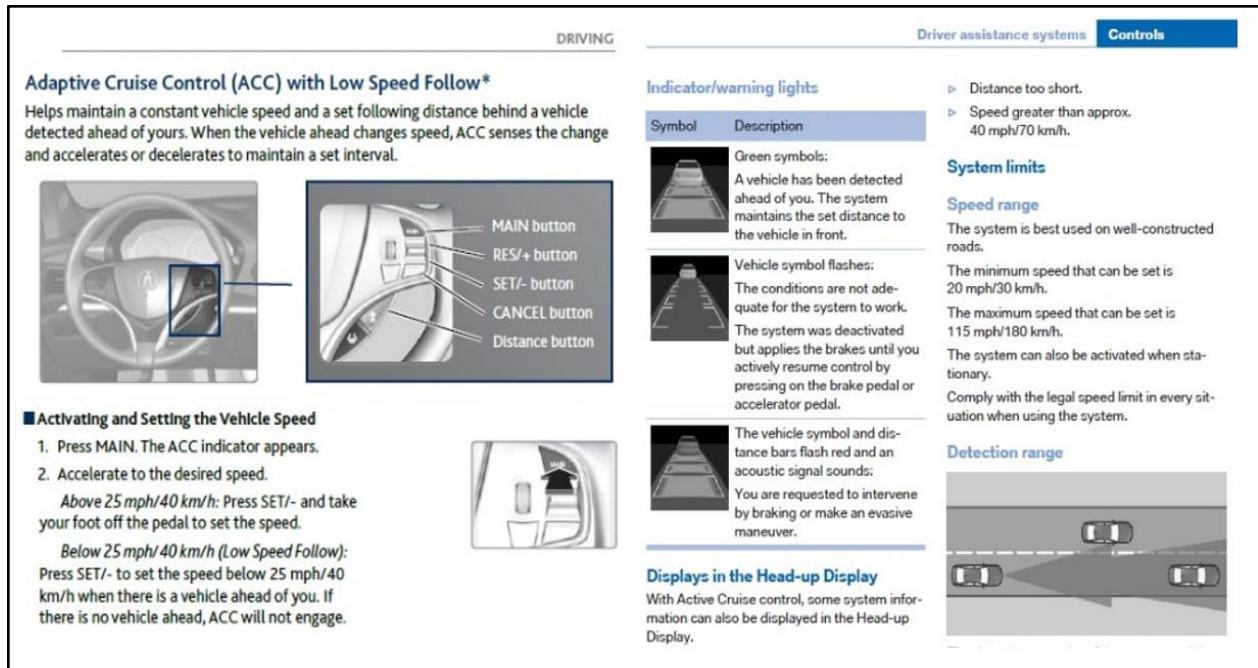 DRIVING
Adaptive Cruise Control (ACC) with Low Speed Follow*
Helps maintain a constant vehicle speed and a set following distance behind a vehicle
detected ahead of yours. When the vehicle ahead changes speed, ACC senses the change
and accelerates or decelerates to maintain a set interval.
MAIN
MAIN button
RES/+ button
SET/- button
CANCEL button
Distance button
■Activating and Setting the Vehicle Speed
1. Press MAIN. The ACC indicator appears.
2. Accelerate to the desired speed.
Above 25 mph/40 km/h: Press SET/- and take
your foot off the pedal to set the speed.
Below 25 mph/40 km/h (Low Speed Follow):
Press SET/- to set the speed below 25 mph/40
km/h when there is a vehicle ahead of you. If
there is no vehicle ahead, ACC will not engage.
MAIN
Driver assistance systems Controls
Indicator/warning lights
Symbol Description
Green symbols:
A vehicle has been detected
ahead of you. The system
maintains the set distance to
the vehicle in front.
Vehicle symbol flashes:
The conditions are not ade-
quate for the system to work.
The system was deactivated
but applies the brakes until you
actively resume control by
pressing on the brake pedal or
accelerator pedal.
The vehicle symbol and dis-
tance bars flash red and an
acoustic signal sounds:
You are requested to intervene
by braking or make an evasive
maneuver.
Displays in the Head-up Display
With Active Cruise control, some system infor-
mation can also be displayed in the Head-up
Display.
▷ Distance too short.
▷ Speed greater than approx.
40 mph/70 km/h.
System limits
Speed range
The system is best used on well-constructed
roads.
The minimum speed that can be set is
20 mph/30 km/h.
The maximum speed that can be set is
115 mph/180 km/h.
The system can also be activated when sta-
tionary.
Comply with the legal speed limit in every sit-
uation when using the system.
Detection range